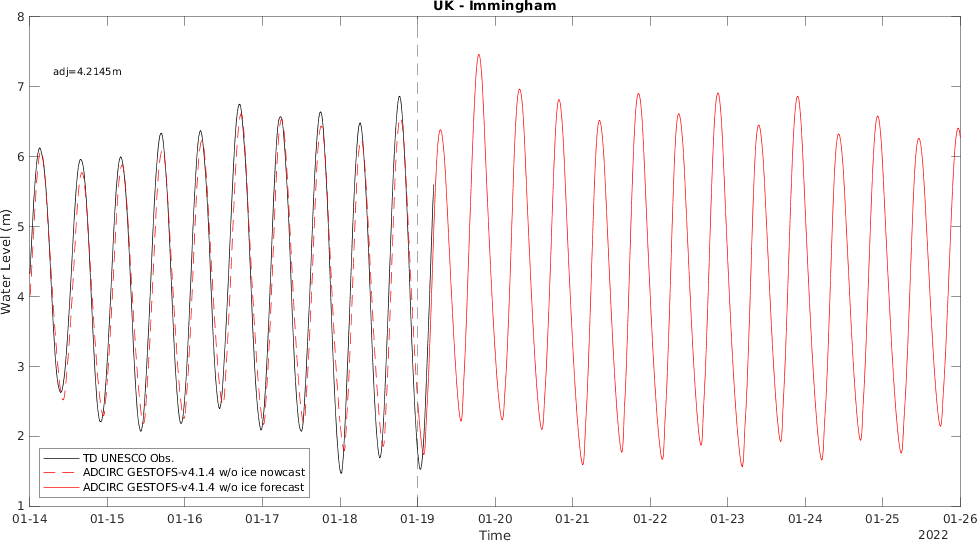 UK - Immingham
8
adj=4.2145m
7
6
5
4
3
2
1
Water Level (m)
TD UNESCO Obs.
ADCIRC GESTOFS-v4.1.4 w/o ice nowcast
ADCIRC GESTOFS-v4.1.4 w/o ice forecast
01-14 01-15 01-16 01-17 01-18 01-19 01-20 01-21 01-22 01-23 01-24 01-25 01-26
Time
2022